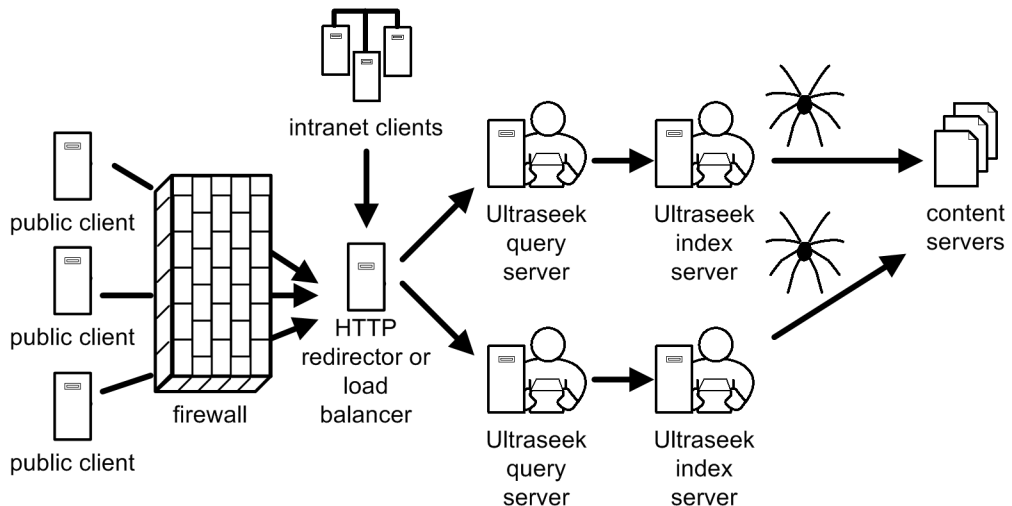 intranet clients
public client
public client
public client
firewall
HTTP
redirector or
load
balancer
Ultraseek
query
server
Ultraseek
index
server
content
servers
Ultraseek
query
server
Ultraseek
index
server